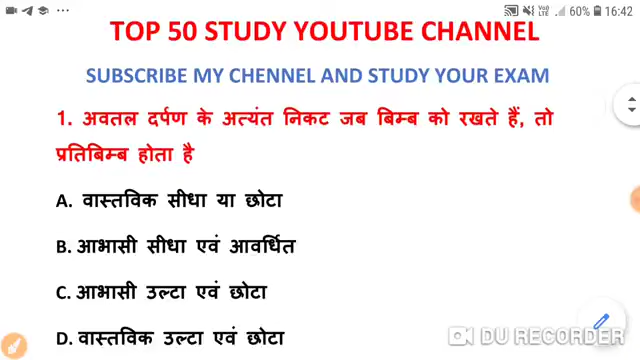 60% 16:42
TOP 50 STUDY YOUTUBE CHANNEL
SUBSCRIBE MY CHENNEL AND STUDY YOUR EXAM
1. अवतल दर्पण के अत्यंत निकट जब बिम्ब को रखते हैं, तो
प्रतिबिम्ब होता है
A. वास्तविक सीधा या छोटा
B. आभासी सीधा एवं आवर्धित
C. आभासी उल्टा एवं छोटा
D. वास्तविक उल्टा एवं छोटा
DU RECORDER